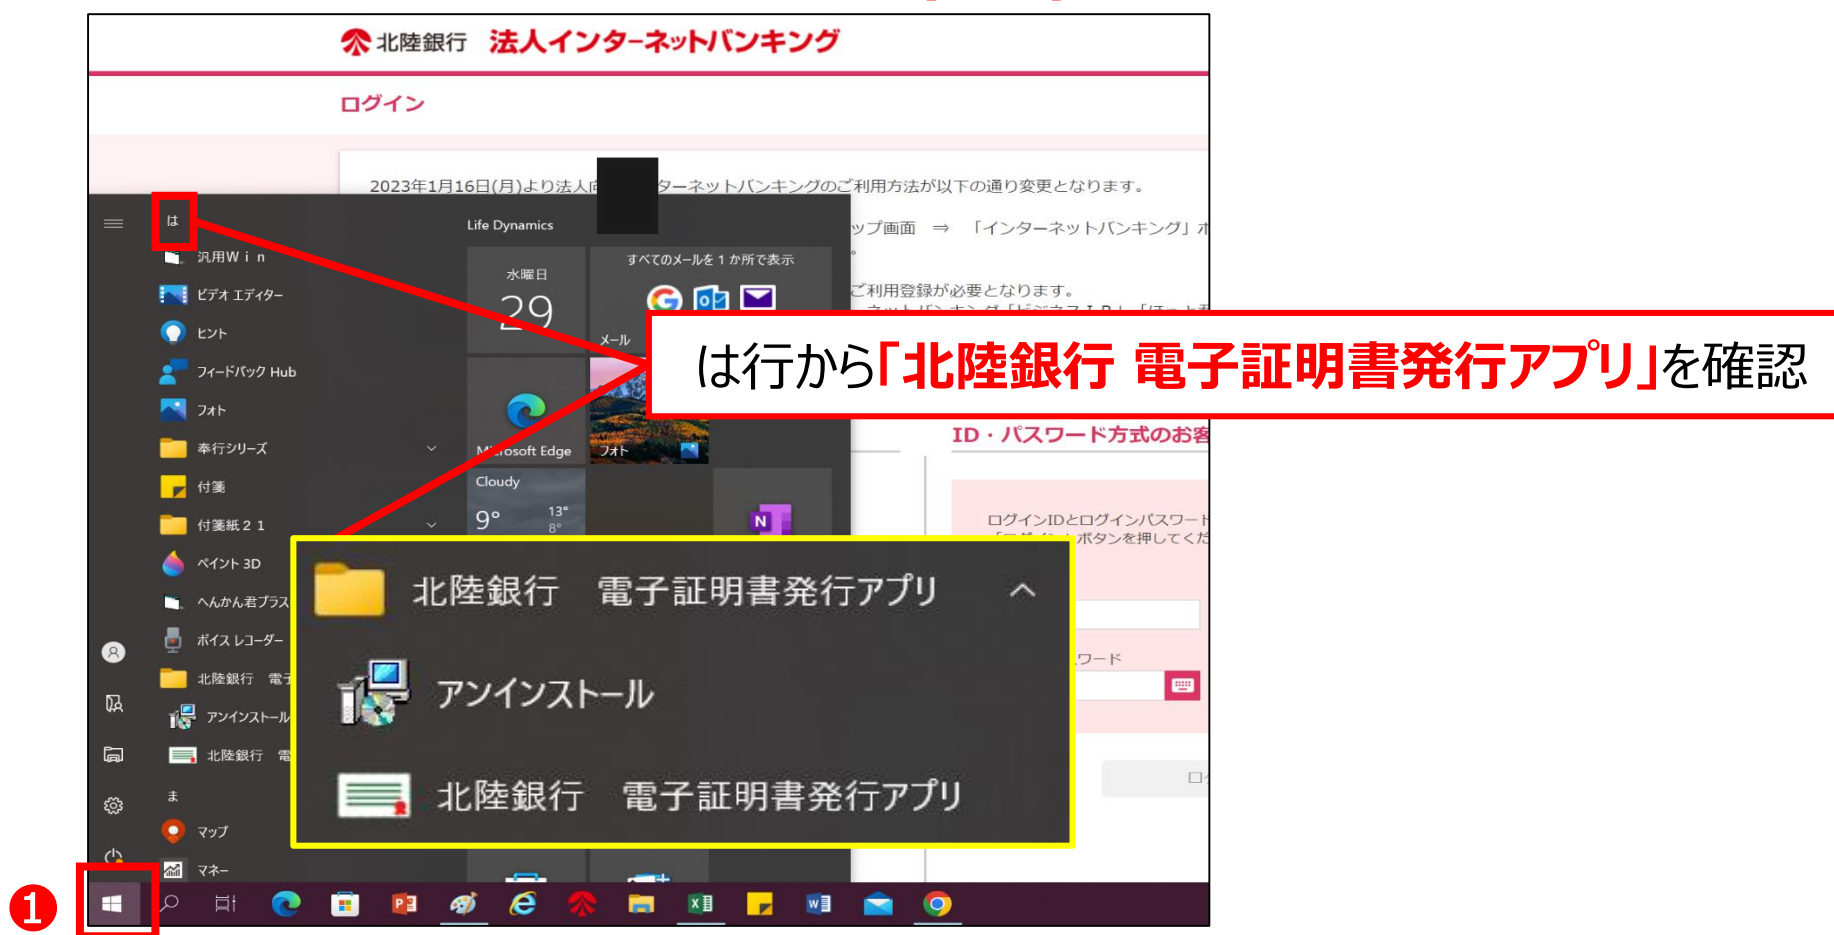 北陸銀行 法人インターネットバンキング
ログイン
2023年1月16日(月)より法人
ターネットバンキングのご利用方法が以下の通り変更となります。
ップ画面 ⇒ 「インターネットバンキング」
ご利用登録が必要となります。
は
汎用Ｗｉｎ
ビデオ エディター
ヒント
フィードバック Hub
フォト
奉行シリーズ
付箋
付箋紙２１
ペイント 3D
へんかん君プラス
ボイス レコーダー
北陸銀行 電子
アンインストール
北陸銀行 電
ま
マップ
マネー
Life Dynamics
水曜日
29
すべてのメールを 1 か所で表示
メール
Microsoft Edge
フォト
Cloudy
9° 13°
8°
は行から「北陸銀行 電子証明書発行アプリ」を確認
ID・パスワード方式のお客
ログインIDとログインパスワード
ボタンを押してくだ
ワード
北陸銀行 電子証明書発行アプリ
アンインストール
北陸銀行 電子証明書発行アプリ
1